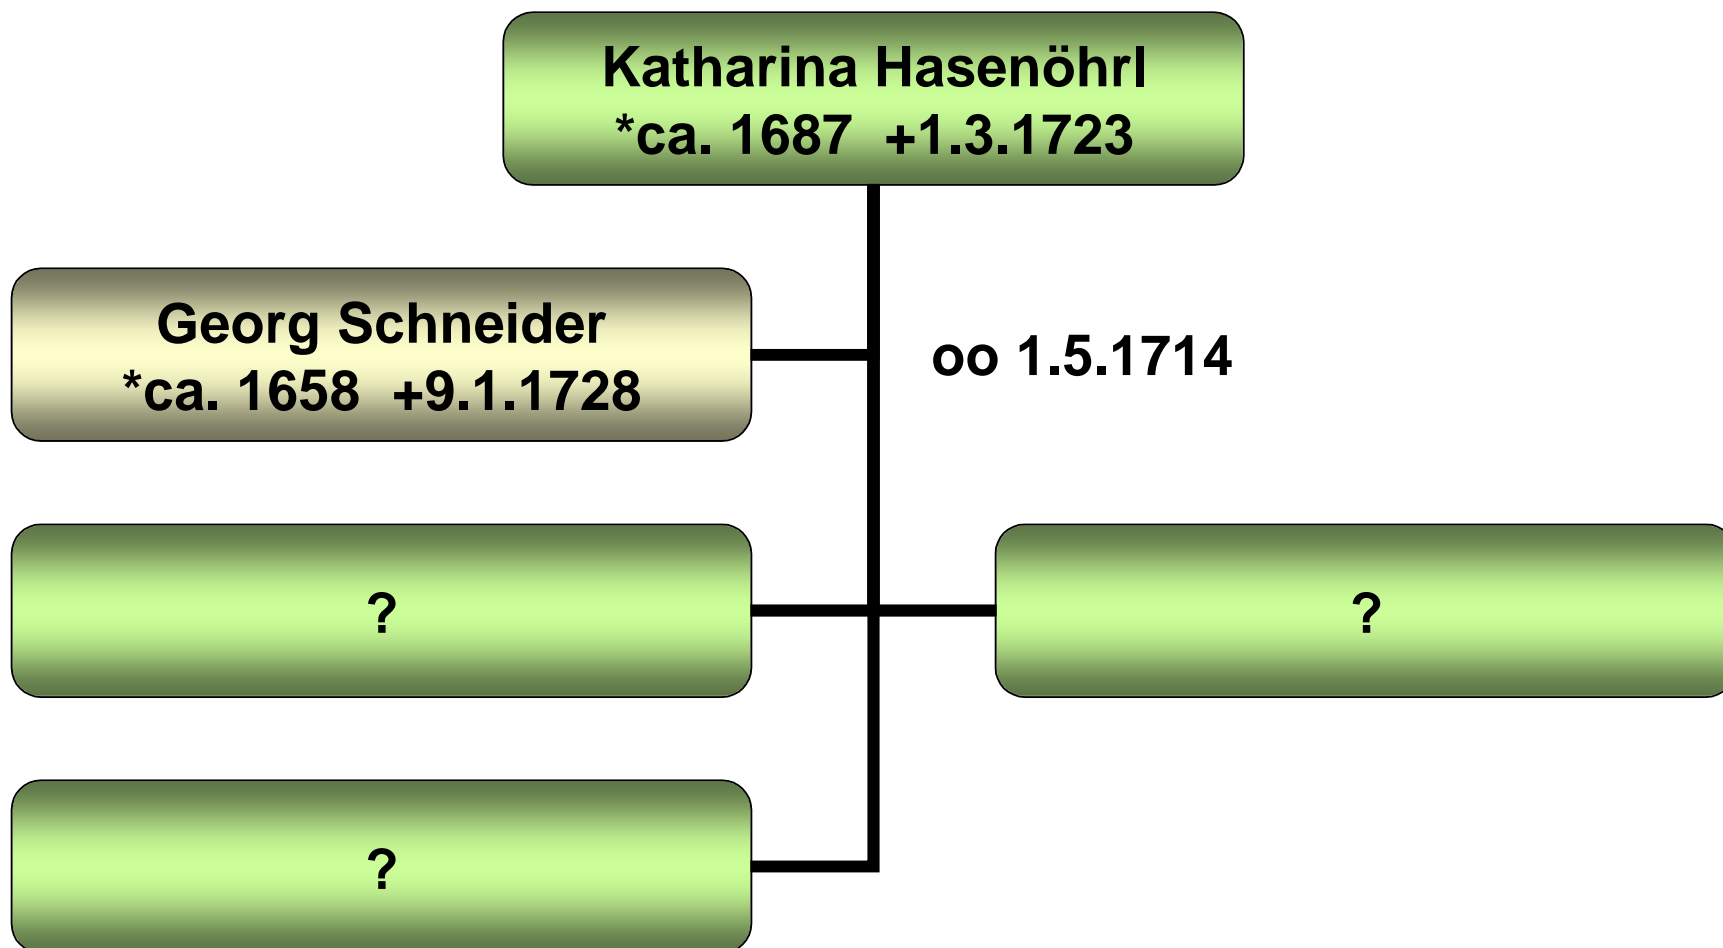 Katharina Hasenöhrl
*ca. 1687 +1.3.1723
Georg Schneider
*ca. 1658 +9.1.1728
oo 1.5.1714
?
?
?